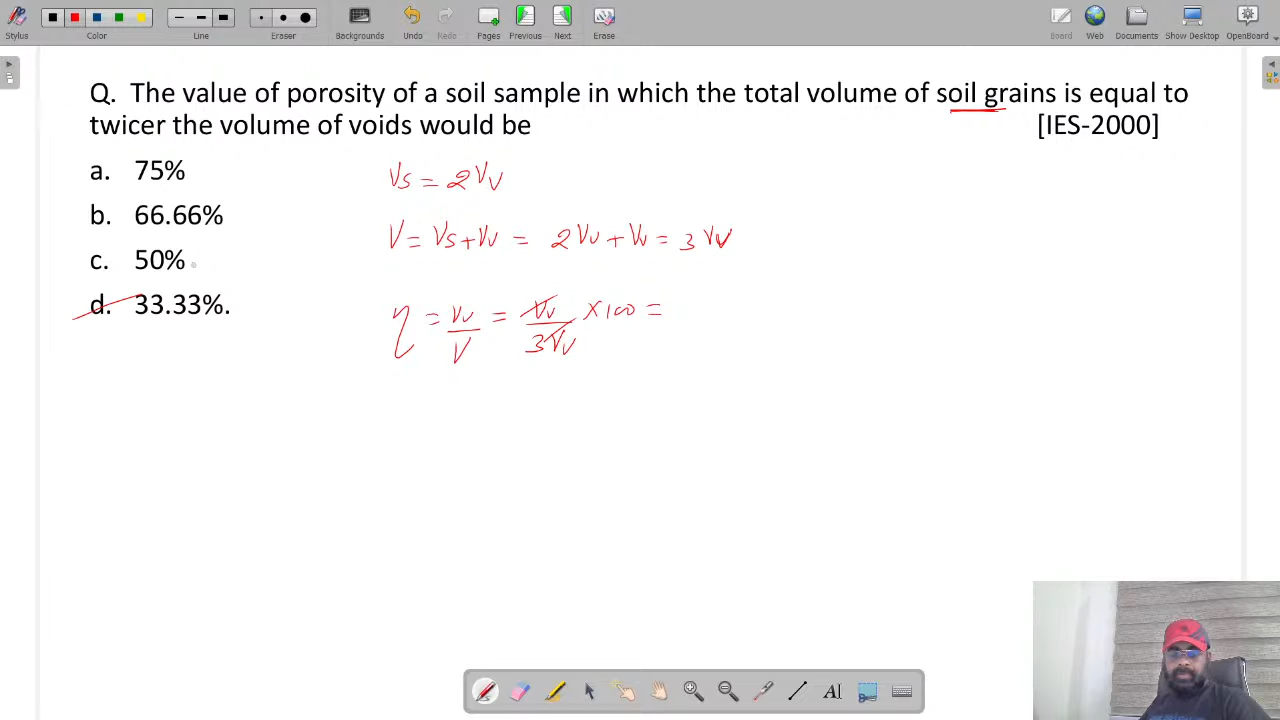 Stylus
Color
Line
Eraser
Backgrounds
Undo
Redo
Pages
Previous
Next
Erase
Board
Web
Documents
Show Desktop
OpenBoard
Q. The value of porosity of a soil sample in which the total volume of soil grains is equal to
twicer the volume of voids would be [IES-2000]
a. 75%
b. 66.66%
c. 50%
d. 33.33%.
Vs = 2Vv
V = Vs + Vv = 2Vv + Vv = 3Vv
η = Vv/V = Vv/3Vv × 100 =
AI